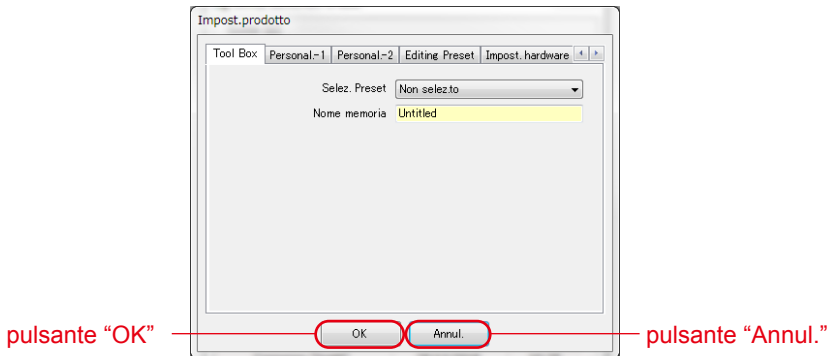 Impost.prodotto
Tool Box Personal.-1 Personal.-2 Editing Preset Impost. hardware
Selez. Preset Non selez.to
Nome memoria Untitled
pulsante “OK” OK Annul. pulsante “Annul.”